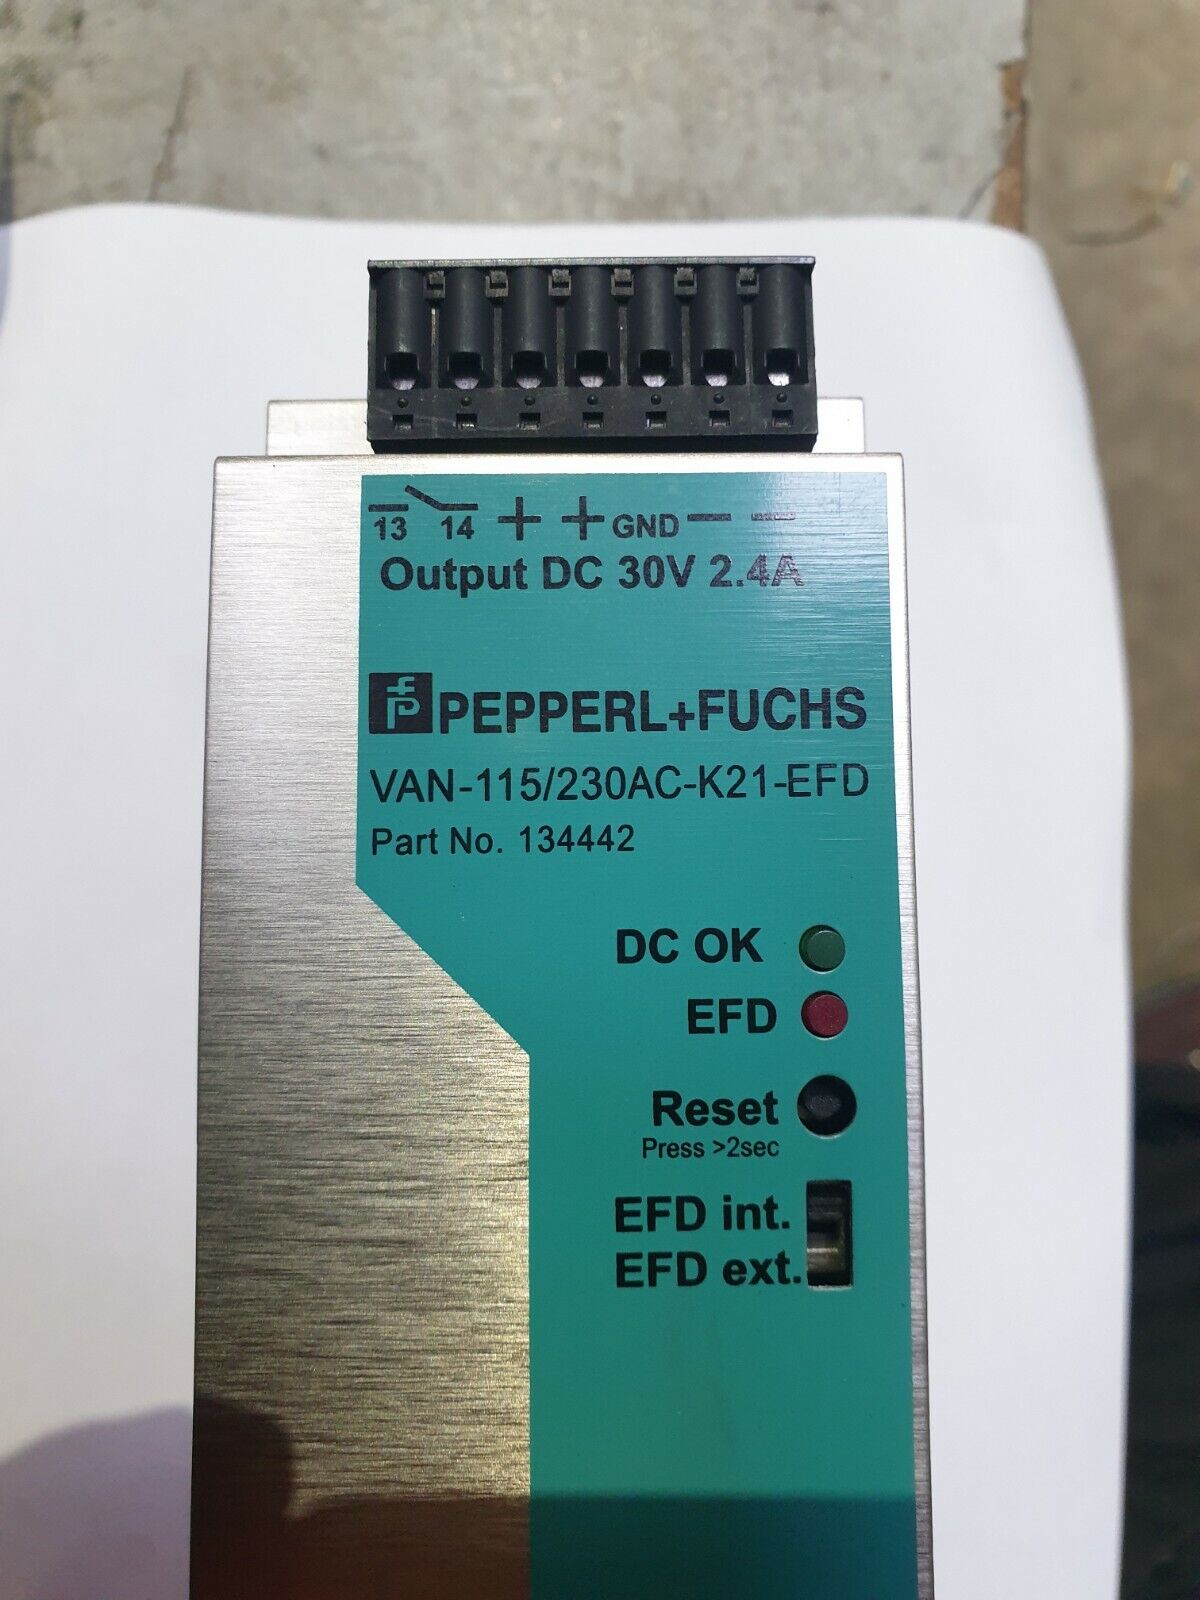 13 14 + + GND - -
Output DC 30V 2.4A
PEPPERL+FUCHS
VAN-115/230AC-K21-EFD
Part No. 134442
DC OK
EFD
Reset
Press >2sec
EFD int.
EFD ext.